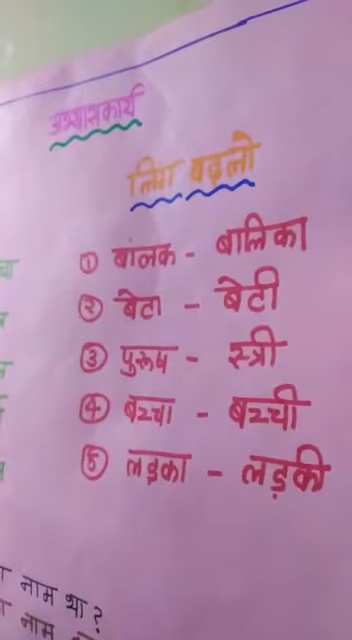 अभ्यासकार्य
लिंग बदलो
① बालक - बालिका
② बेटा - बेटी
③ पुरूष - स्त्री
④ बच्चा - बच्ची
⑤ लड़का - लड़की
नाम था ?
नाम